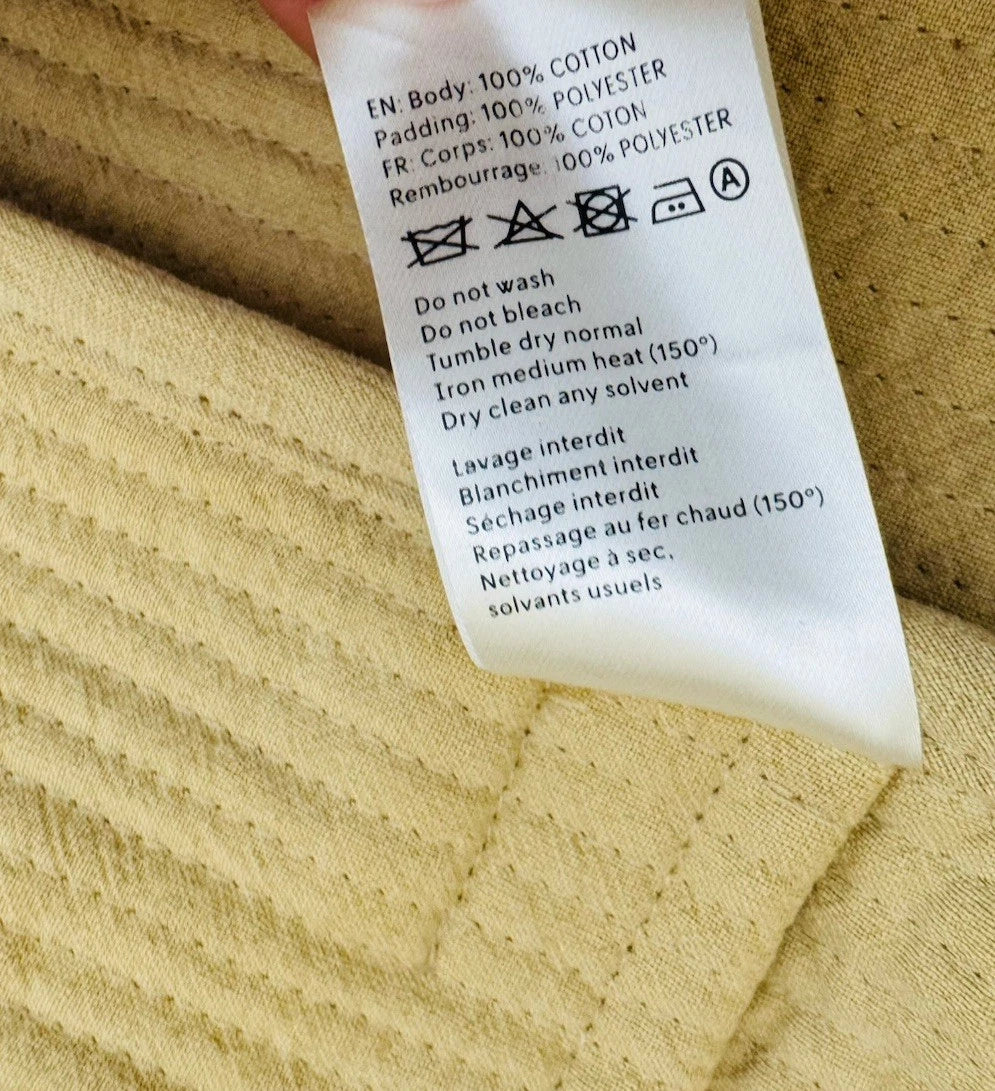 EN: Body: 100% COTTON
Padding: 100% POLYESTER
FR: Corps: 100% COTON
Rembourrage: 100% POLYESTER
A
Do not wash
Do not bleach
Tumble dry normal
Iron medium heat (150°)
Dry clean any solvent
Lavage interdit
Blanchiment interdit
Séchage interdit
Repassage au fer chaud (150°)
Nettoyage à sec,
solvants usuels